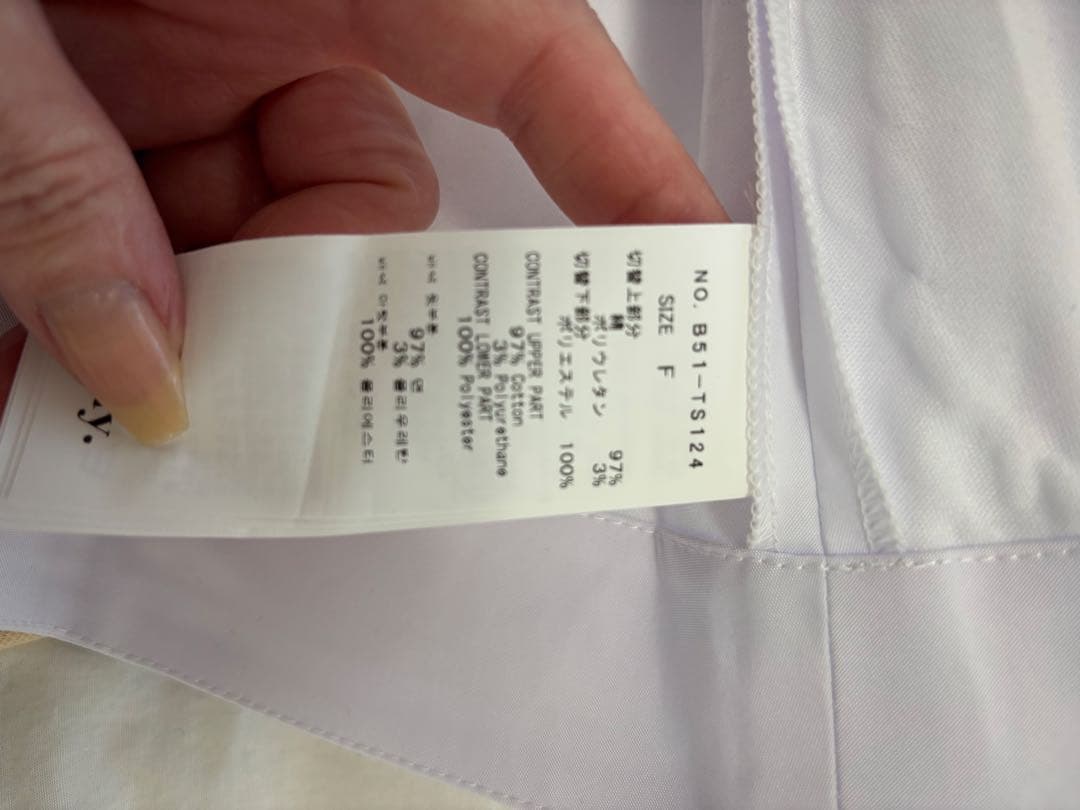 NO. B51-TS124
SIZE F
切替上部分
綿 97%
ポリウレタン 3%
切替下部分
ポリエステル 100%
CONTRAST UPPER PART
97% Cotton
3% Polyurethane
CONTRAST LOWER PART
100% Polyester
97% 면
3% 폴리우레탄
100% 폴리에스터
y.